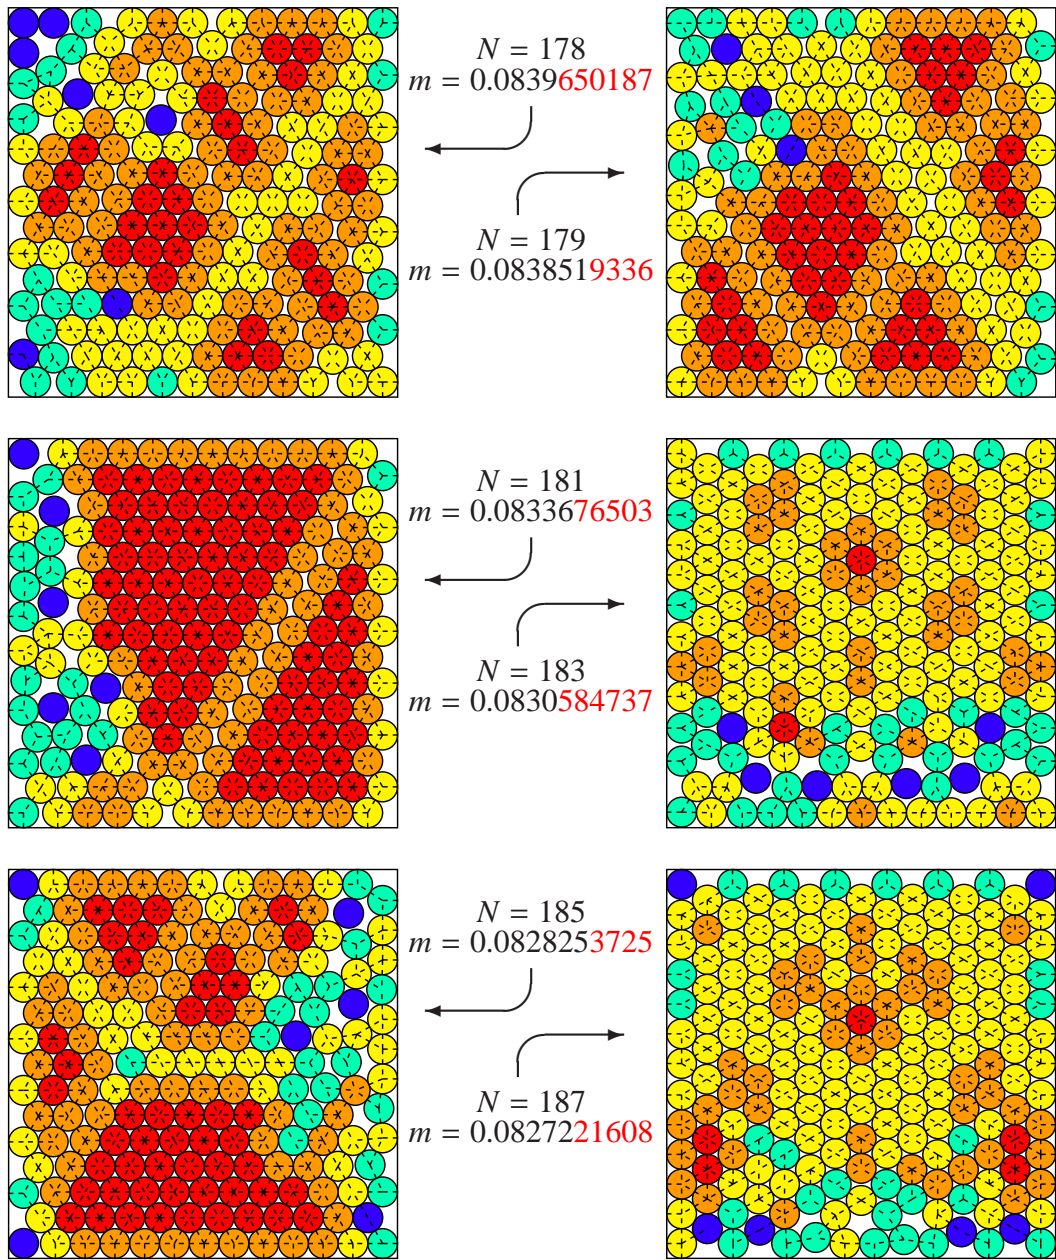 N = 178
m = 0.0839650187
N = 179
m = 0.0838519336
N = 181
m = 0.0833676503
N = 183
m = 0.0830584737
N = 185
m = 0.0828253725
N = 187
m = 0.0827221608